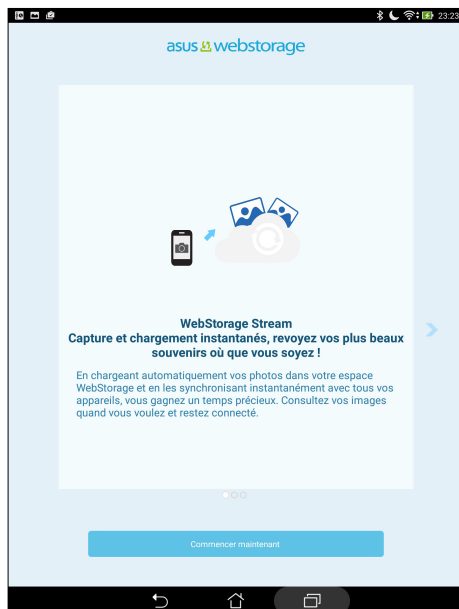 23:23
asus webstorage
WebStorage Stream
Capture et chargement instantanés, revoyez vos plus beaux
souvenirs où que vous soyez !
En chargeant automatiquement vos photos dans votre espace
WebStorage et en les synchronisant instantanément avec tous vos
appareils, vous gagnez un temps précieux. Consultez vos images
quand vous voulez et restez connecté.
Commencer maintenant